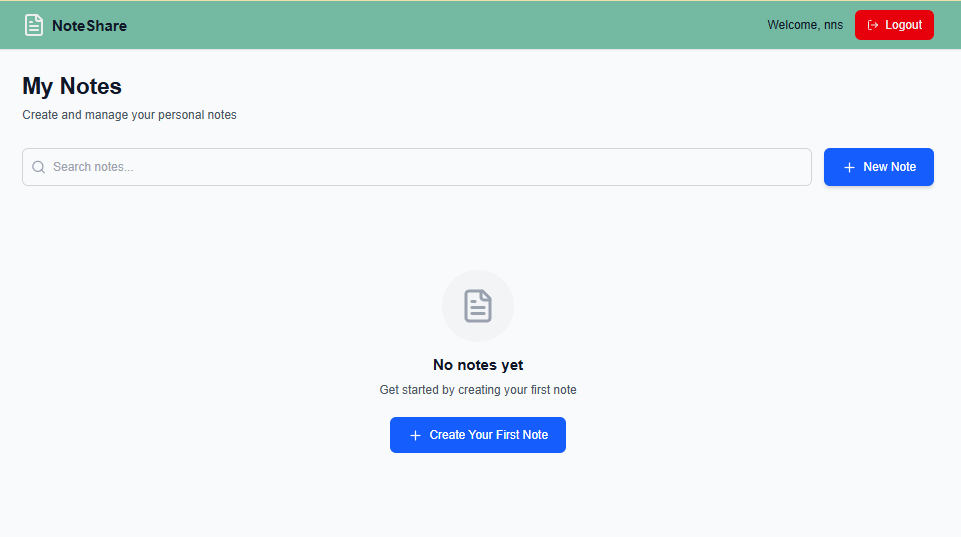 NoteShare
Welcome, nns
Logout
My Notes
Create and manage your personal notes
Search notes...
New Note
No notes yet
Get started by creating your first note
Create Your First Note